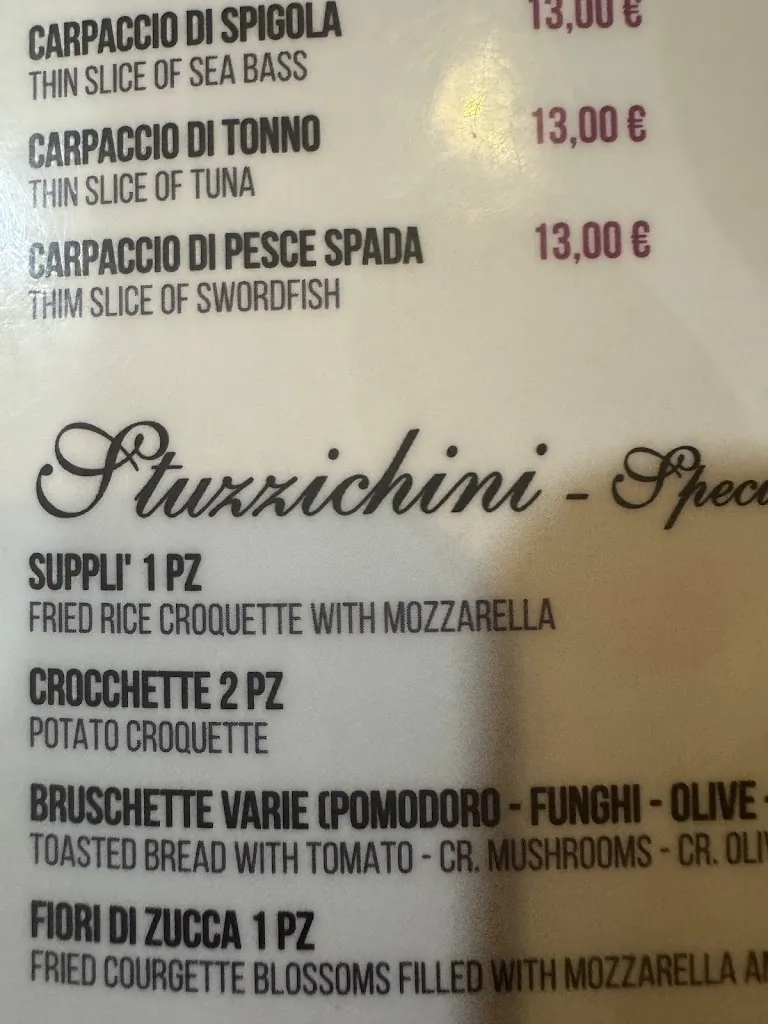 CARPACCIO DI SPIGOLA 13,00 €
THIN SLICE OF SEA BASS
CARPACCIO DI TONNO 13,00 €
THIN SLICE OF TUNA
CARPACCIO DI PESCE SPADA 13,00 €
THIM SLICE OF SWORDFISH
Stuzzichini -
SUPPLI' 1 PZ
FRIED RICE CROQUETTE WITH MOZZARELLA
CROCCHETTE 2 PZ
POTATO CROQUETTE
BRUSCHETTE VARIE (POMODORO - FUNGHI - OLIVE -
TOASTED BREAD WITH TOMATO - CR. MUSHROOMS - CR.
FIORI DI ZUCCA 1 PZ
FRIED COURGETTE BLOSSOMS FILLED WITH MOZZARELLA